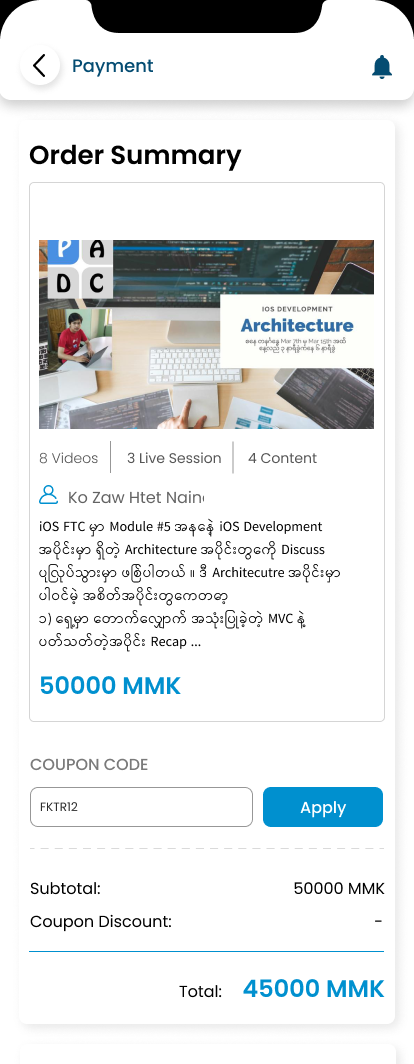 Payment
Order Summary
P A
D C
iOS DEVELOPMENT
Architecture
8 Videos
3 Live Session
4 Content
Ko Zaw Htet Nain
iOS FTC မှာ Module #5 အနေနဲ့ iOS Development
အပိုင်းမှာ ရှိတဲ့ Architecture အပိုင်းတွေကို Discuss
ပြုလုပ်သွားမှာ ဖြစ်ပါတယ် ။ ဒီ Architecutre အပိုင်းမှာ
ပါဝင်မဲ့ အစိတ်အပိုင်းတွေကတော့
၁) ရှေ့မှာ တောက်လျှောက် အသုံးပြုခဲ့တဲ့ MVC နဲ့
ပတ်သတ်တဲ့အပိုင်း Recap ...
50000 MMK
COUPON CODE
FKTR12
Apply
Subtotal: 50000 MMK
Coupon Discount: -
Total: 45000 MMK